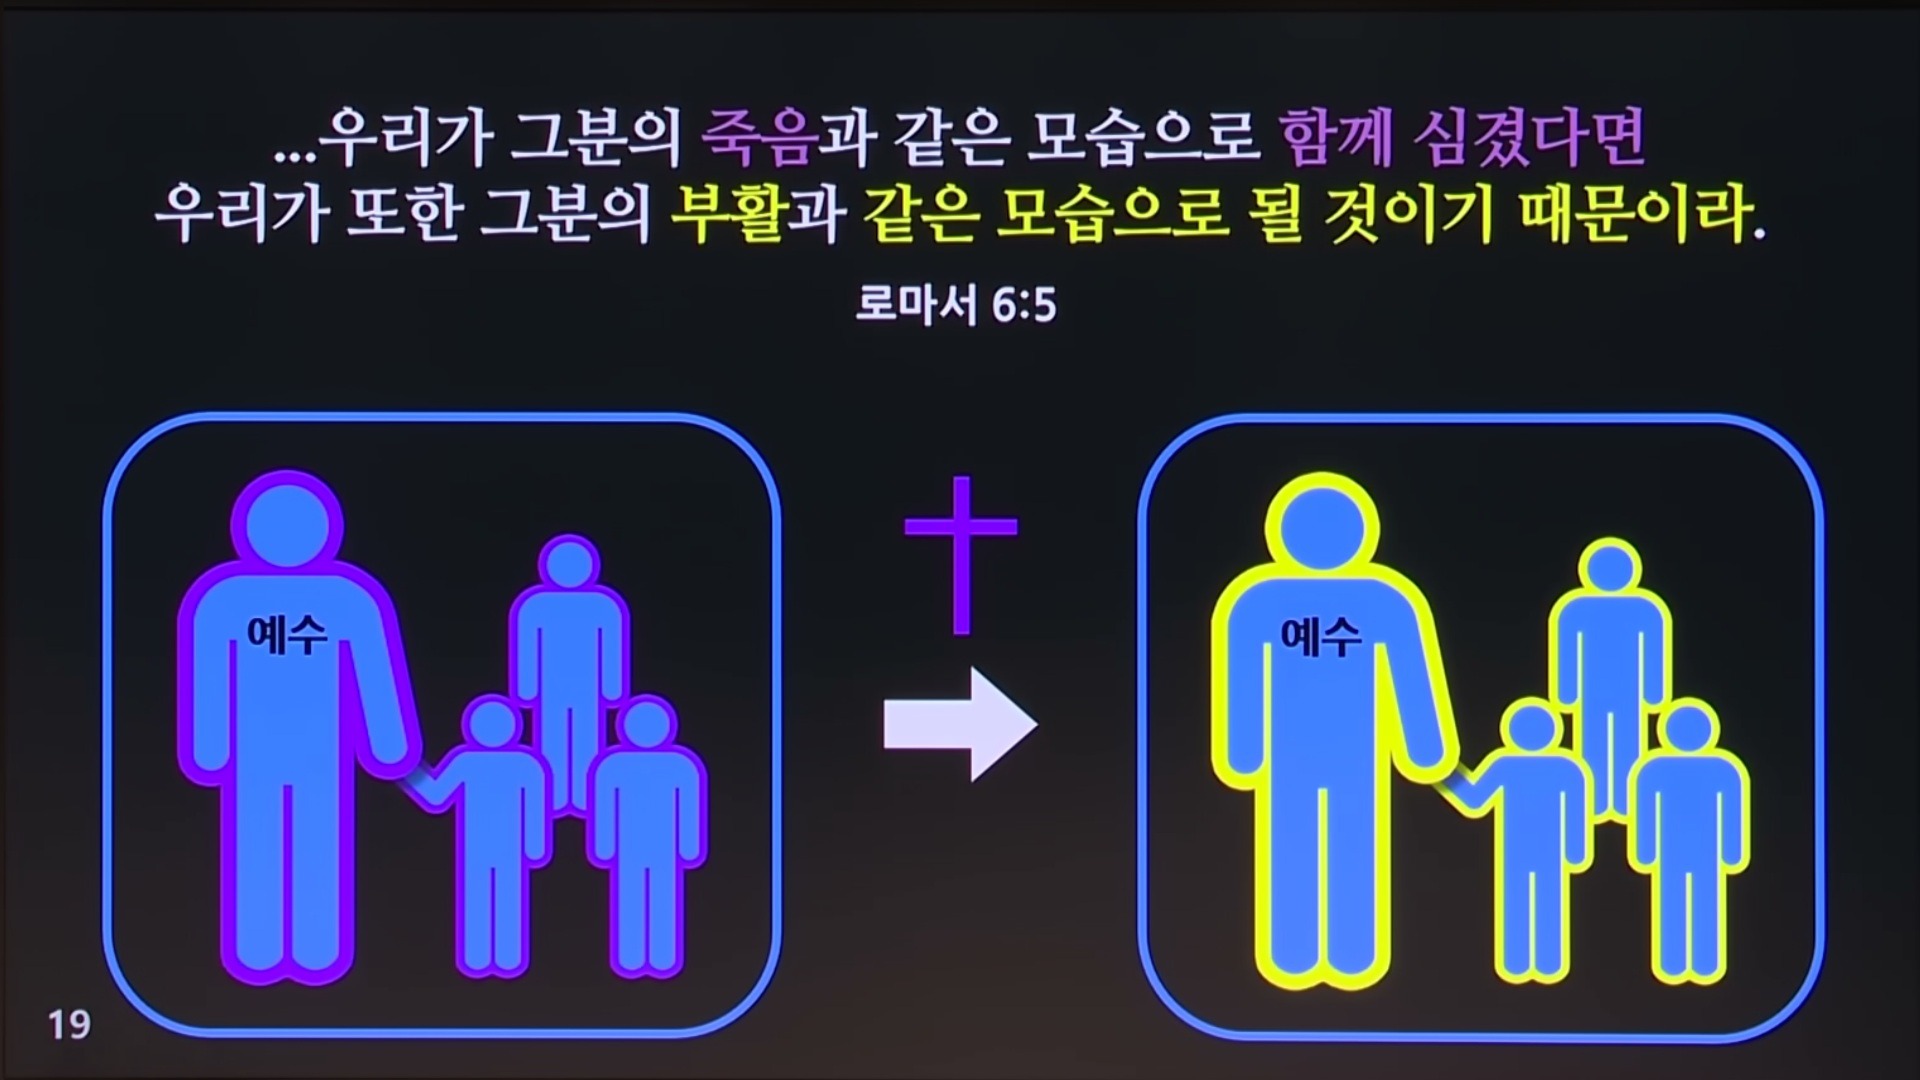 ...우리가 그분의 죽음과 같은 모습으로 함께 심겼다면
우리가 또한 그분의 부활과 같은 모습으로 될 것이기 때문이라.
로마서 6:5
예수
예수
19